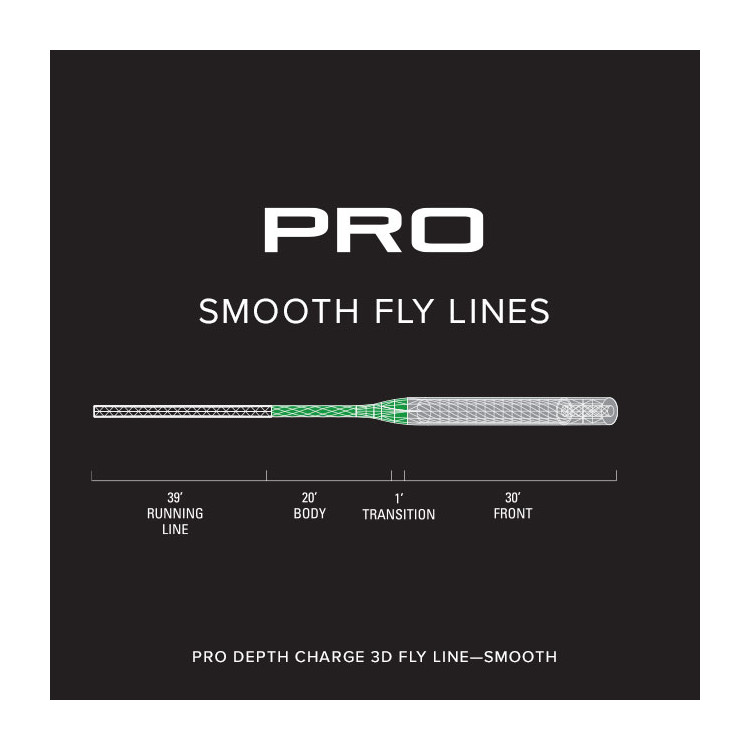 PRO
SMOOTH FLY LINES
39′
RUNNING
LINE
20′
BODY
1′
TRANSITION
30′
FRONT
PRO DEPTH CHARGE 3D FLY LINE—SMOOTH